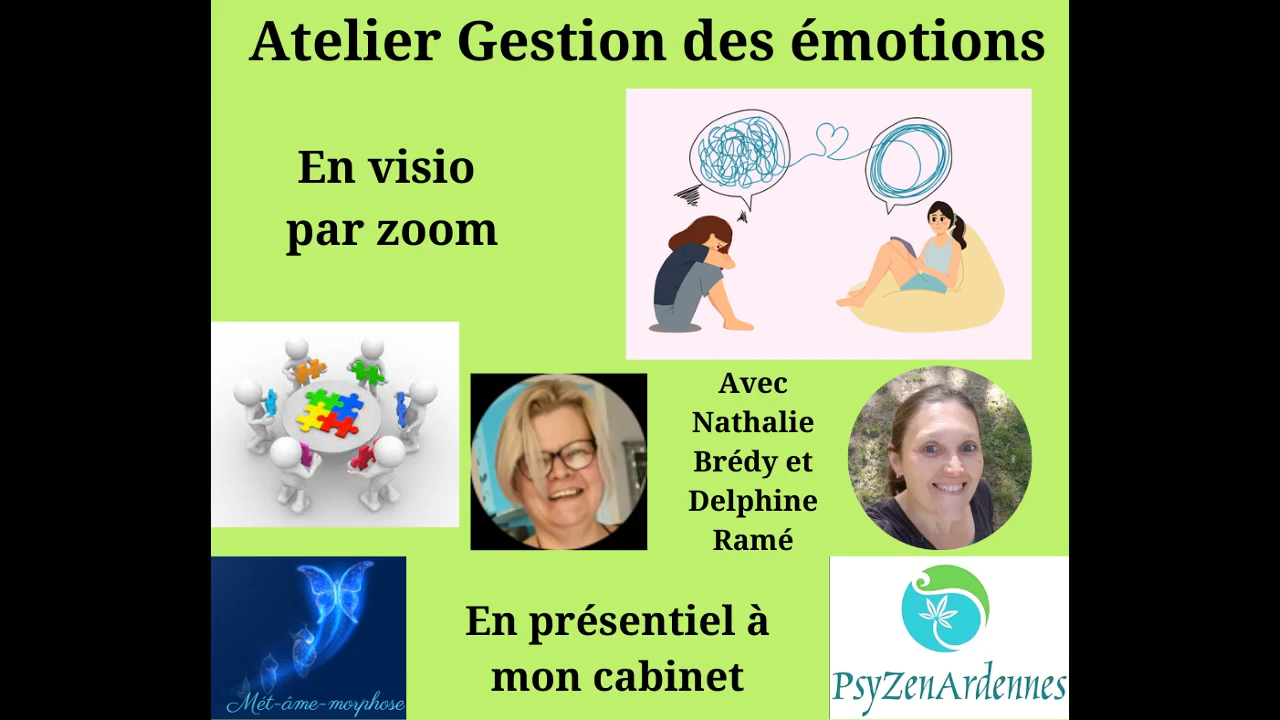 Atelier Gestion des émotions
En visio
par zoom
Avec
Nathalie
Brédy et
Delphine
Ramé
En présentiel à
mon cabinet
Mét-âme-morphose
PsyZenArdennes